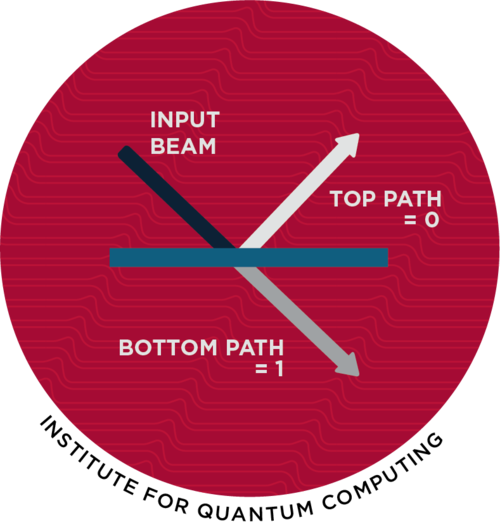 INPUT
BEAM
TOP PATH
= 0
BOTTOM PATH
= 1
INSTITUTE FOR QUANTUM COMPUTING